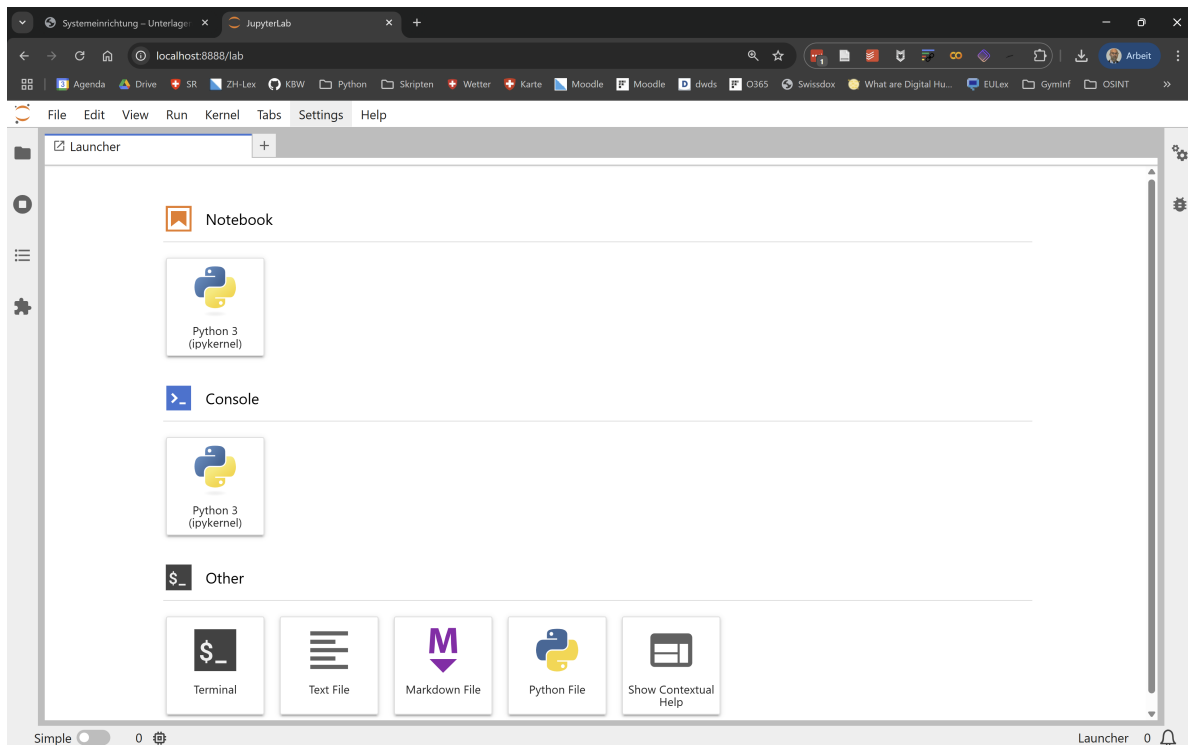 Systemeinrichtung – Unterlager
JupyterLab
localhost:8888/lab
1
Arbeit
3 Agenda Drive SR ZH-Lex KBW Python Skripten Wetter Karte Moodle Moodle D dwds O365 Swissdox What are Digital Hu... EULex GymInf OSINT »
File Edit View Run Kernel Tabs Settings Help
Launcher +
Notebook
Python 3
(ipykernel)
>_ Console
Python 3
(ipykernel)
$_ Other
$_
M
Terminal
Text File
Markdown File
Python File
Show Contextual
Help
Simple 0
Launcher 0